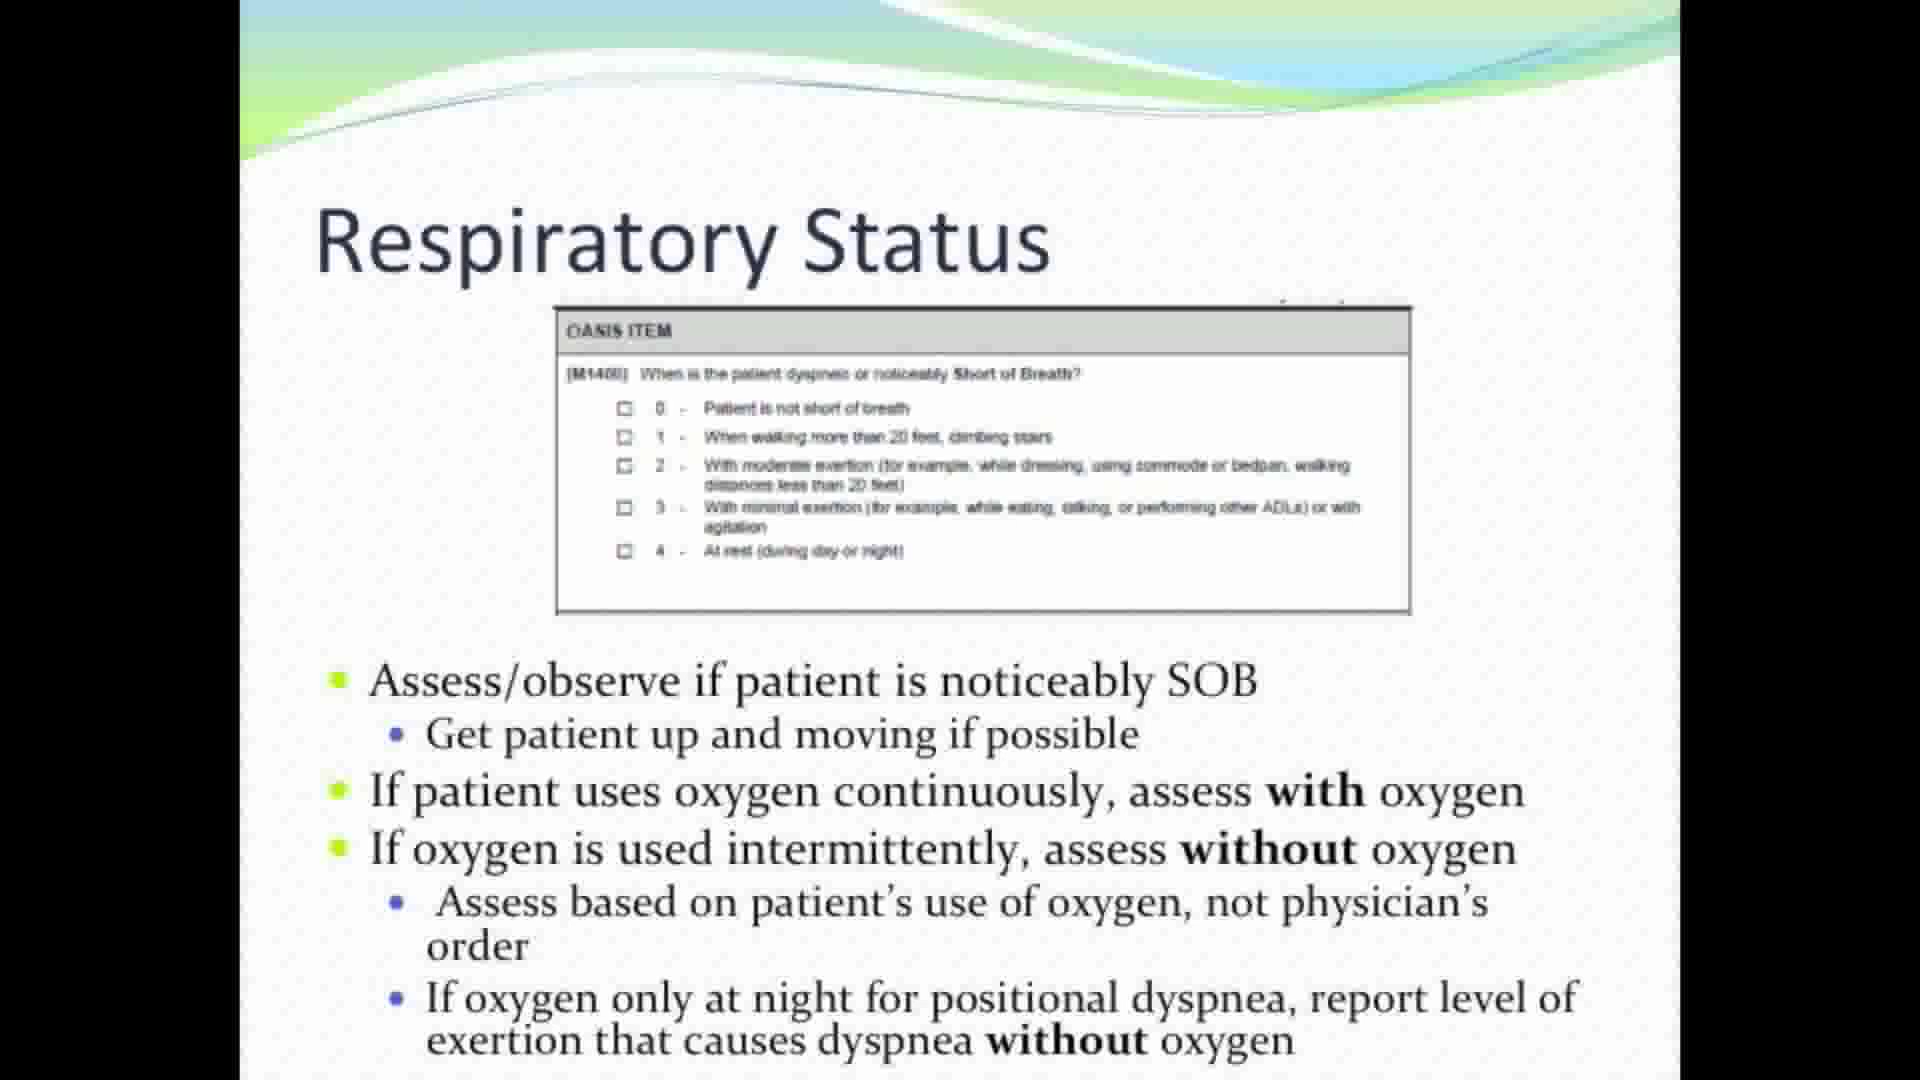 Respiratory Status
OASIS ITEM
(M1400) When is the patient dyspneic or noticeably Short of Breath?
☐ 0 - Patient is not short of breath
☐ 1 - When walking more than 20 feet, climbing stairs
☐ 2 - With moderate exertion (for example, while dressing, using commode or bedpan, walking
distances less than 20 feet)
☐ 3 - With minimal exertion (for example, while eating, talking, or performing other ADLs) or with
agitation
☐ 4 - At rest (during day or night)
• Assess/observe if patient is noticeably SOB
• Get patient up and moving if possible
• If patient uses oxygen continuously, assess with oxygen
• If oxygen is used intermittently, assess without oxygen
• Assess based on patient's use of oxygen, not physician's
order
• If oxygen only at night for positional dyspnea, report level of
exertion that causes dyspnea without oxygen